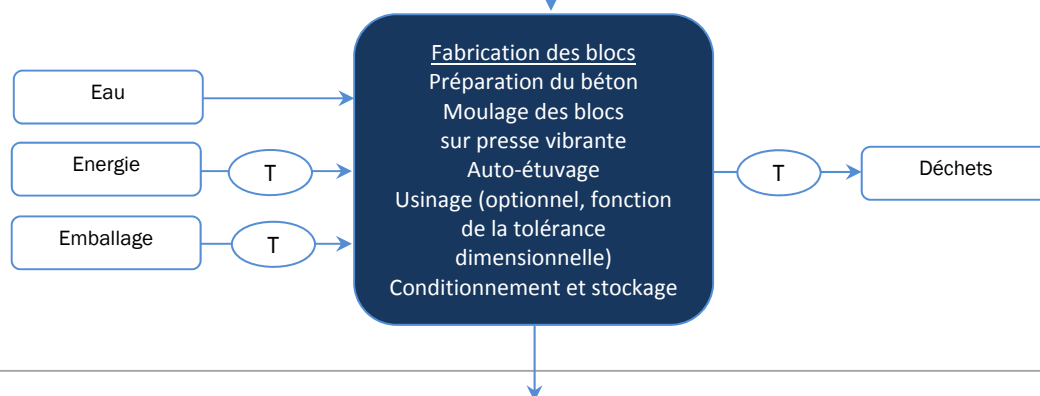 Eau
Energie
T
Emballage
T
Fabrication des blocs
Préparation du béton
Moulage des blocs
sur presse vibrante
Auto-étuvage
Usinage (optionnel, fonction
de la tolérance
dimensionnelle)
Conditionnement et stockage
T
Déchets